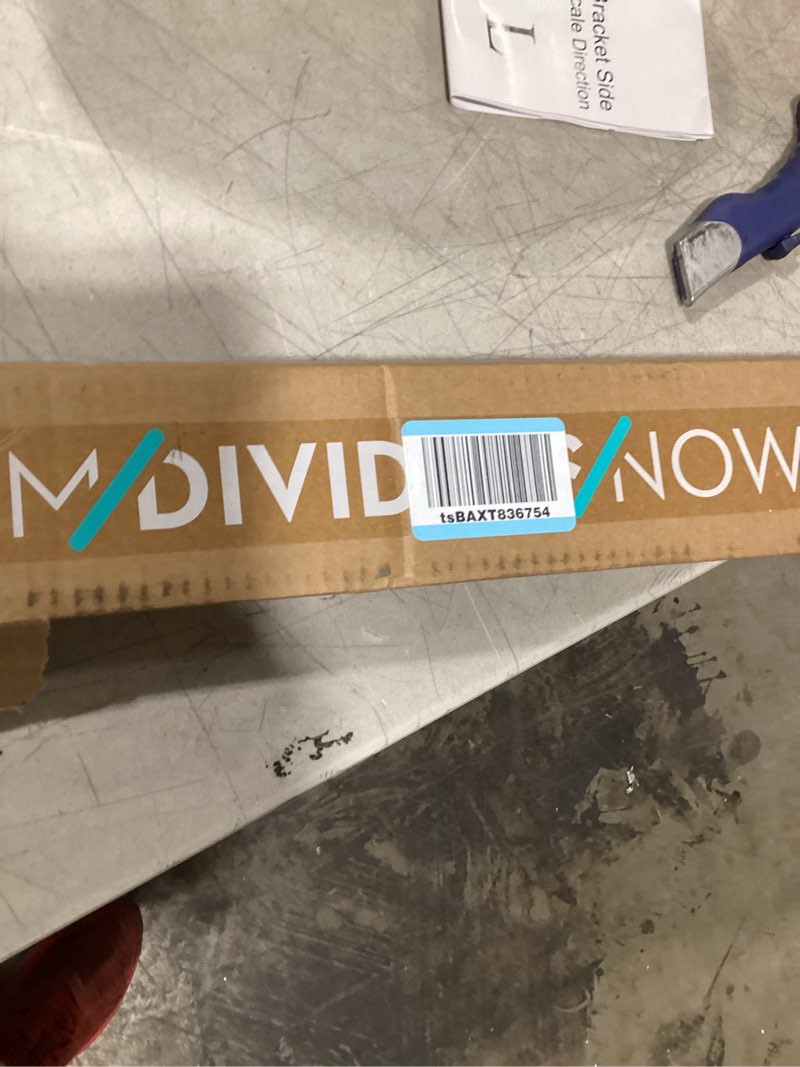 L
Bracket Side
cale Direction
M/DIVID S/NOW
tsBAXT836754